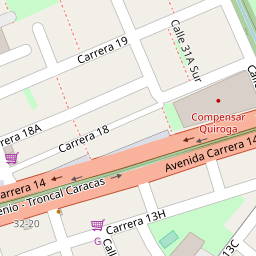 Carrera 19
Calle 31A Sur
Compensar
Quiroga
Carrera 18A
Carrera 18
Avenida Carrera 14
Carrera 14
enio - Troncal Caracas
32-20
Carrera 13H
G
Calle
13C